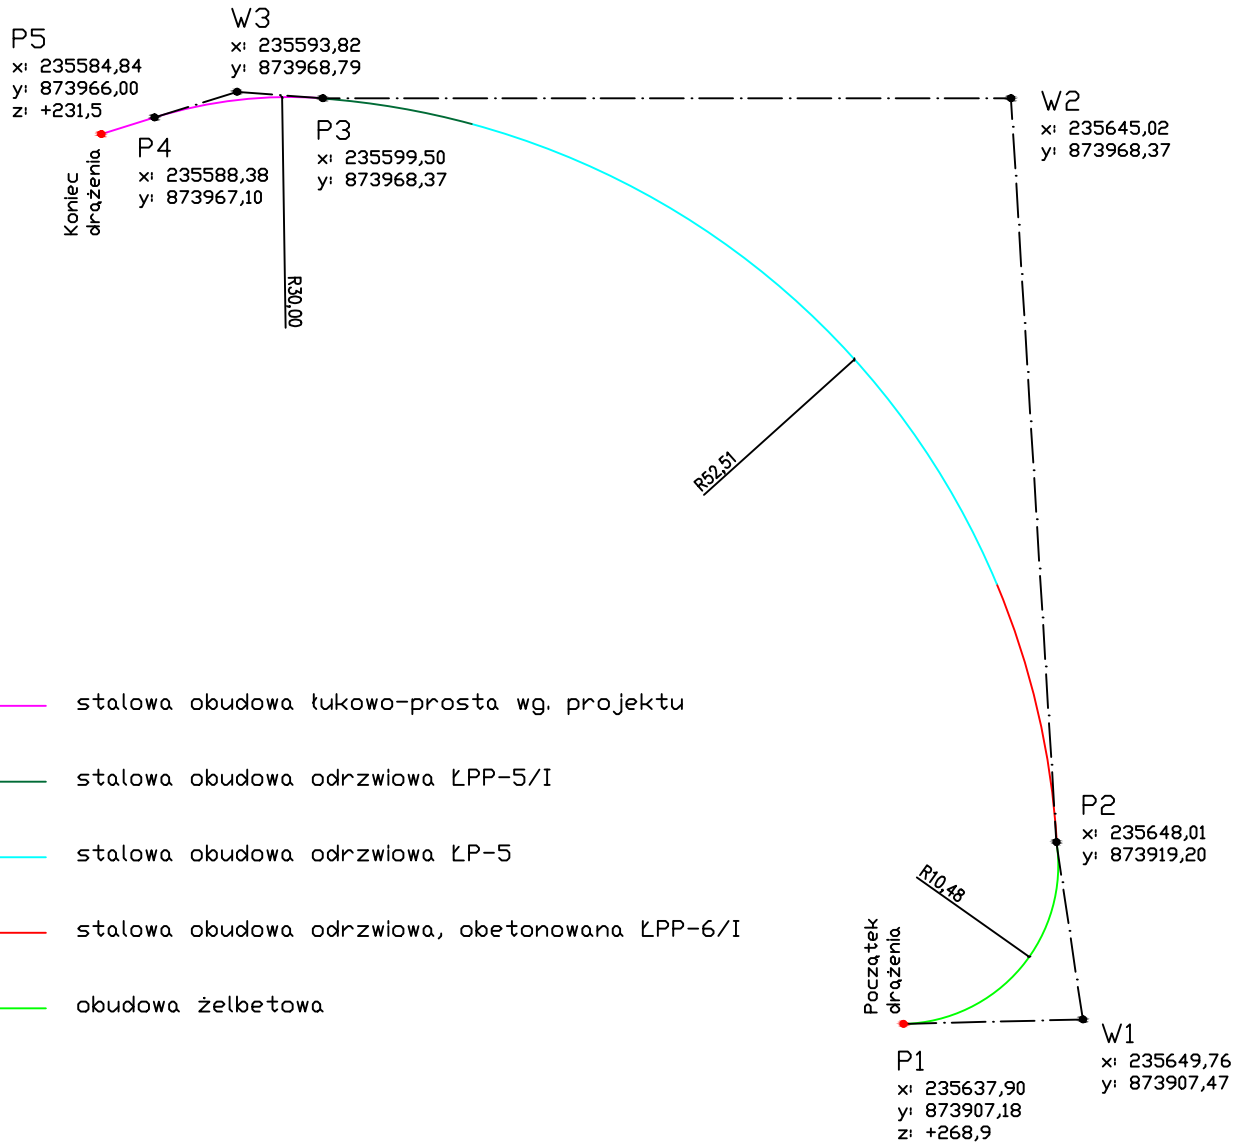 P5
x: 235584,84
y: 873966,00
z: +231,5
W3
x: 235593,82
y: 873968,79
Koniec
drążenia
P4
x: 235588,38
y: 873967,10
P3
x: 235599,50
y: 873968,37
W2
x: 235645,02
y: 873968,37
R30,00
R52,51
stalowa obudowa łukowo-prosta wg. projektu
stalowa obudowa odrzwiowa ŁPP-5/I
stalowa obudowa odrzwiowa ŁP-5
stalowa obudowa odrzwiowa, obetonowana ŁPP-6/I
obudowa żelbetowa
P2
x: 235648,01
y: 873919,20
R10,48
Początek
drążenia
P1
x: 235637,90
y: 873907,18
z: +268,9
W1
x: 235649,76
y: 873907,47